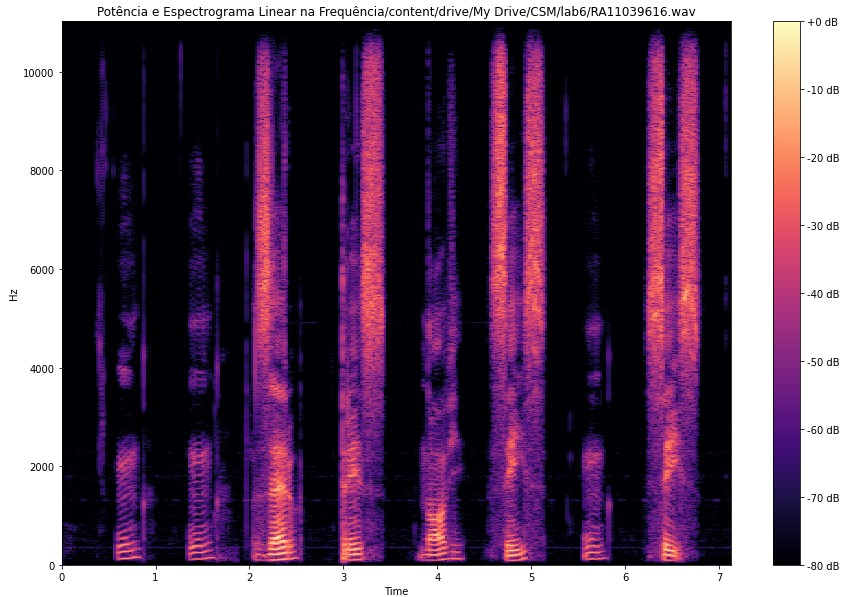 Potência e Espectrograma Linear na Frequência/content/drive/My Drive/CSM/lab6/RA11039616.wav
+0 dB
10000
-10 dB
8000
-20 dB
-30 dB
6000
Hz
-40 dB
4000
-50 dB
-60 dB
2000
-70 dB
0
-80 dB
0 1 2 3 4 5 6 7
Time